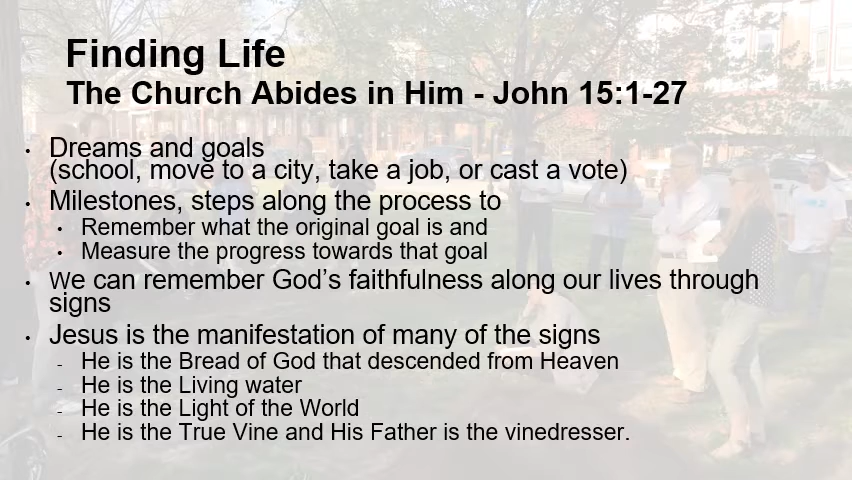 Finding Life
The Church Abides in Him - John 15:1-27
• Dreams and goals
(school, move to a city, take a job, or cast a vote)
• Milestones, steps along the process to
• Remember what the original goal is and
• Measure the progress towards that goal
• We can remember God’s faithfulness along our lives through
signs
• Jesus is the manifestation of many of the signs
- He is the Bread of God that descended from Heaven
- He is the Living water
- He is the Light of the World
- He is the True Vine and His Father is the vinedresser.